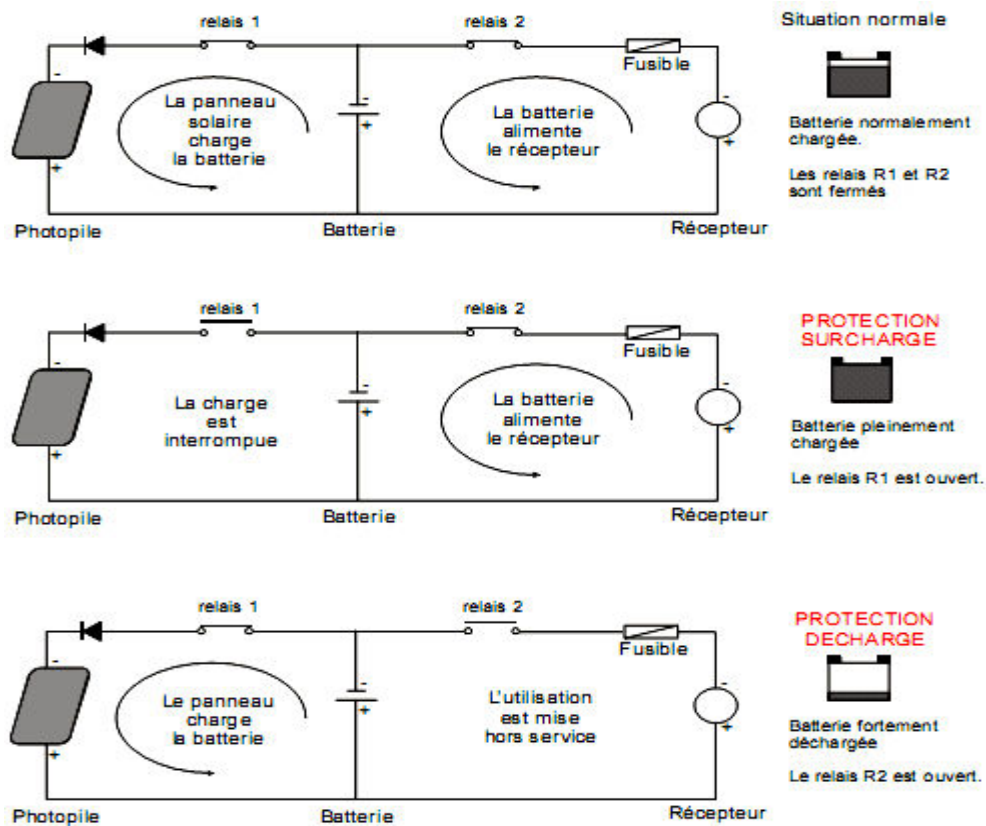 relais 1
relais 2
Situation normale
-
Fusible
La panneau
solaire
charge
la batterie
-
+
La batterie
alimente
le récepteur
-
+
Batterie normalement
chargée.
Les relais R1 et R2
sont fermés
+
Photopile
Batterie
Récepteur
relais 1
relais 2
PROTECTION
SURCHARGE
-
Fusible
La charge
est
interrompue
-
+
La batterie
alimente
le récepteur
-
+
Batterie pleinement
chargée
Le relais R1 est ouvert.
+
Photopile
Batterie
Récepteur
relais 1
relais 2
PROTECTION
DECHARGE
-
Fusible
Le panneau
charge
la batterie
-
+
L'utilisation
est mise
hors service
-
+
Batterie fortement
déchargée
Le relais R2 est ouvert.
+
Photopile
Batterie
Récepteur